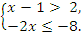 x − 1 > 2,
−2x ≤ −8.